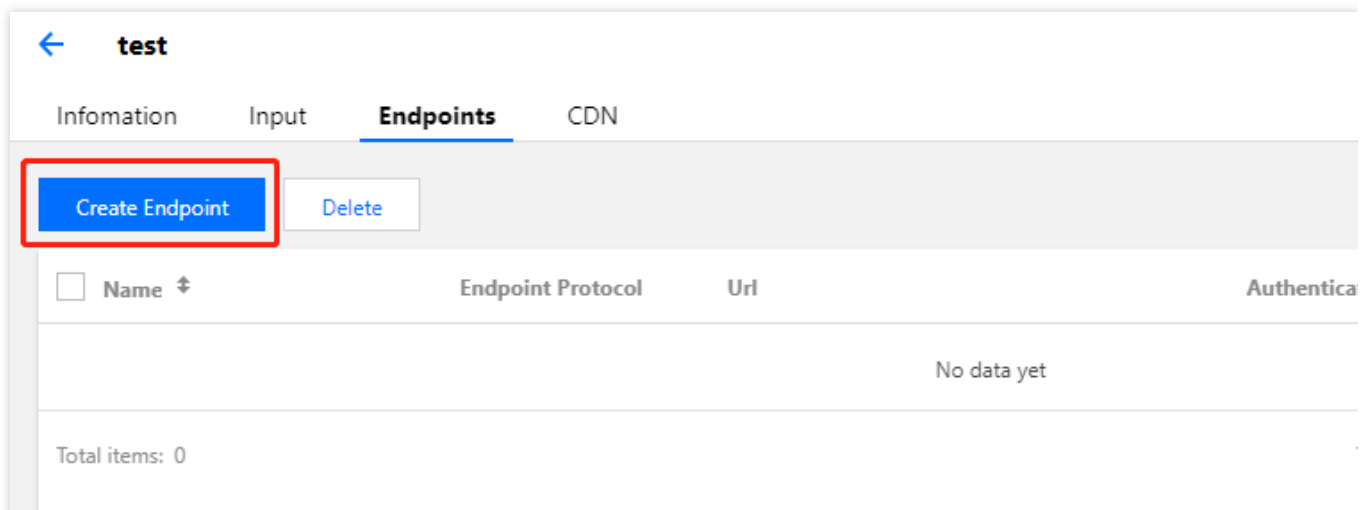 test
Infomation Input Endpoints CDN
Create Endpoint Delete
Name Endpoint Protocol Url
No data yet
Total items: 0